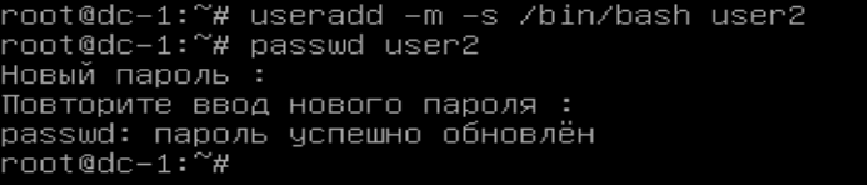 root@dc-1:~# useradd -m -s /bin/bash user2
root@dc-1:~# passwd user2
Новый пароль :
Повторите ввод нового пароля :
passwd: пароль успешно обновлён
root@dc-1:~#